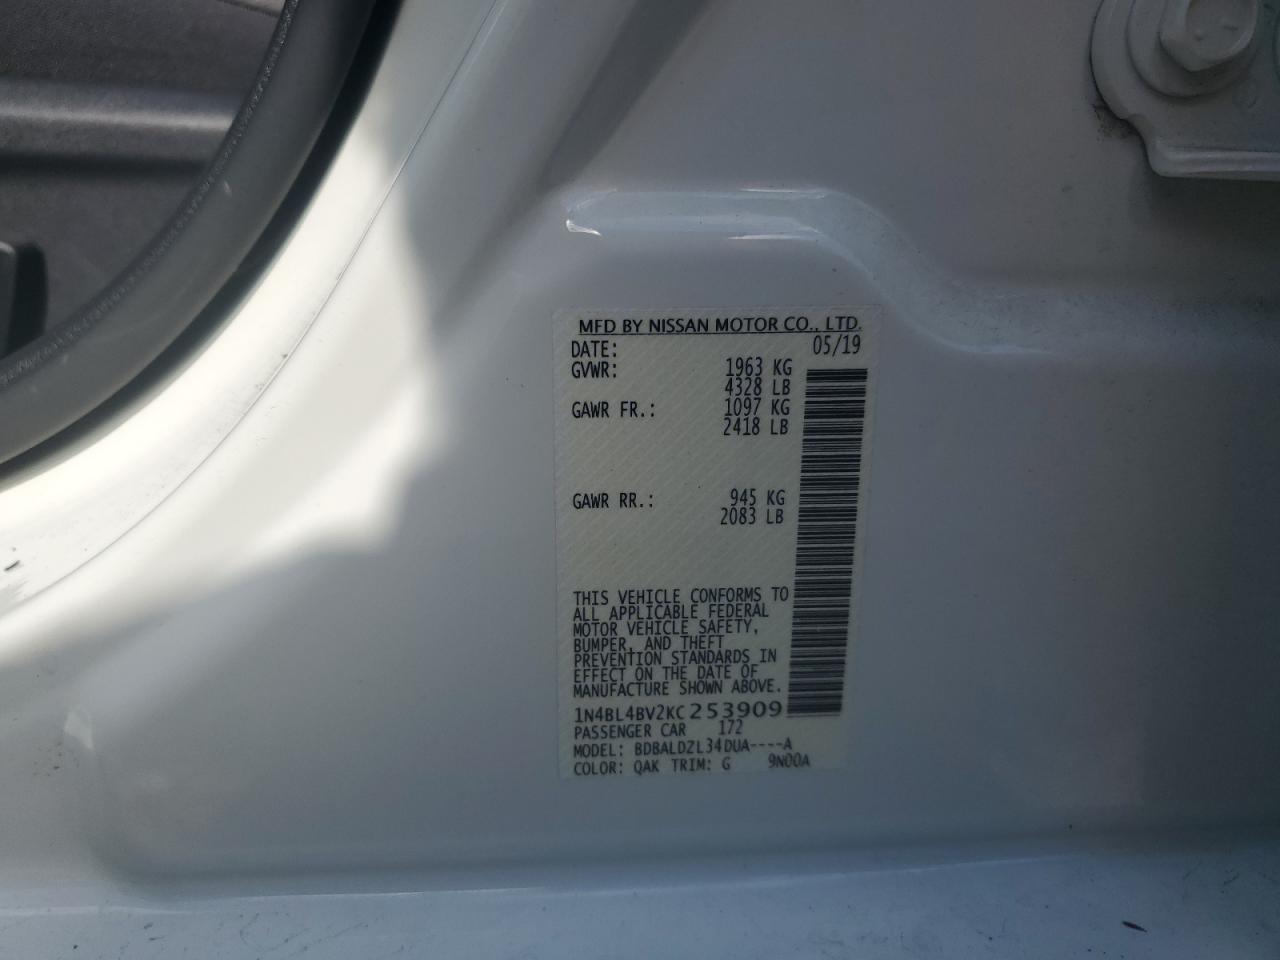 MFD BY NISSAN MOTOR CO., LTD.
DATE: 05/19
GVWR: 1963 KG
4328 LB
GAWR FR.: 1097 KG
2418 LB
GAWR RR.: 945 KG
2083 LB
THIS VEHICLE CONFORMS TO
ALL APPLICABLE FEDERAL
MOTOR VEHICLE SAFETY,
BUMPER, AND THEFT
PREVENTION STANDARDS IN
EFFECT ON THE DATE OF
MANUFACTURE SHOWN ABOVE.
1N4BL4BV2KC253909
PASSENGER CAR 172
MODEL: BDBALDZL34DUA----A
COLOR: QAK TRIM: G 9N00A